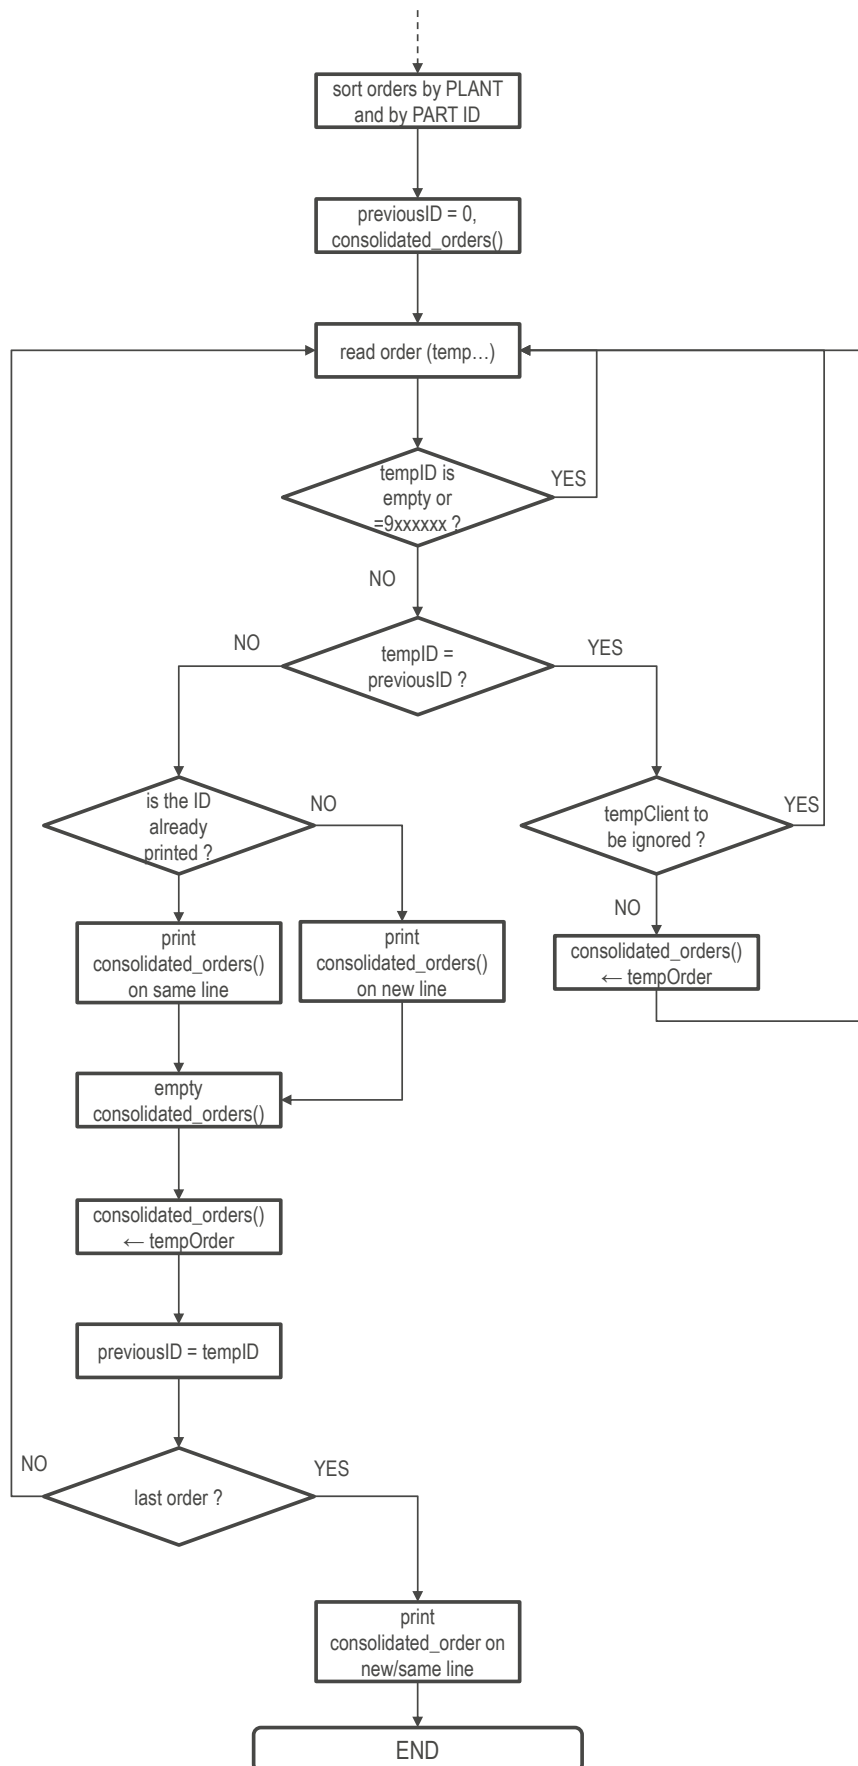 sort orders by PLANT
and by PART ID
previousID = 0,
consolidated_orders()
read order (temp…)
tempID is
empty or
=9xxxxxx ?
YES
NO
tempID =
previousID ?
NO
YES
is the ID
already
printed ?
NO
tempClient to
be ignored ?
YES
NO
print
consolidated_orders()
on same line
print
consolidated_orders()
on new line
consolidated_orders()
← tempOrder
empty
consolidated_orders()
consolidated_orders()
← tempOrder
previousID = tempID
last order ?
NO
YES
print
consolidated_order on
new/same line
END